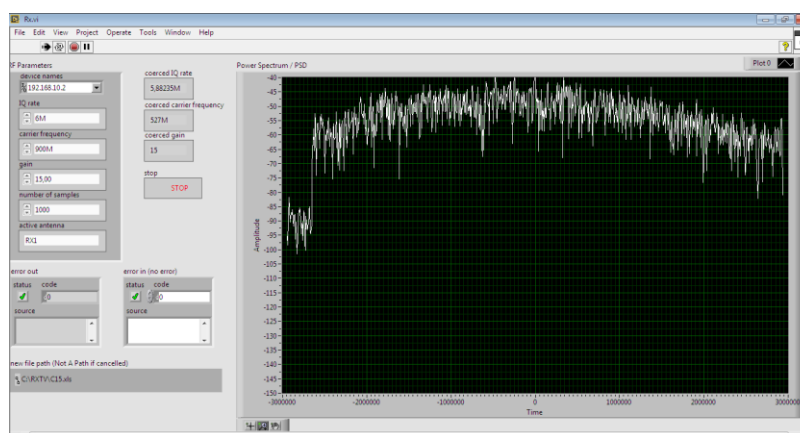 Rx.vi
File Edit View Project Operate Tools Window Help
RF Parameters
device names
192.168.10.2
IQ rate
6M
carrier frequency
900M
gain
15,00
number of samples
1000
active antenna
RX1
coerced IQ rate
5,88235M
coerced carrier frequency
527M
coerced gain
15
stop
STOP
error out
status code
0
source
error in (no error)
status code
0
source
new file path (Not A Path if cancelled)
C:\RXTV\C15.xls
Power Spectrum / PSD
Plot 0
Amplitude
-40
-45
-50
-55
-60
-65
-70
-75
-80
-85
-90
-95
-100
-105
-110
-115
-120
-125
-130
-135
-140
-145
-150
-3000000 -2000000 -1000000 0 1000000 2000000 3000000
Time